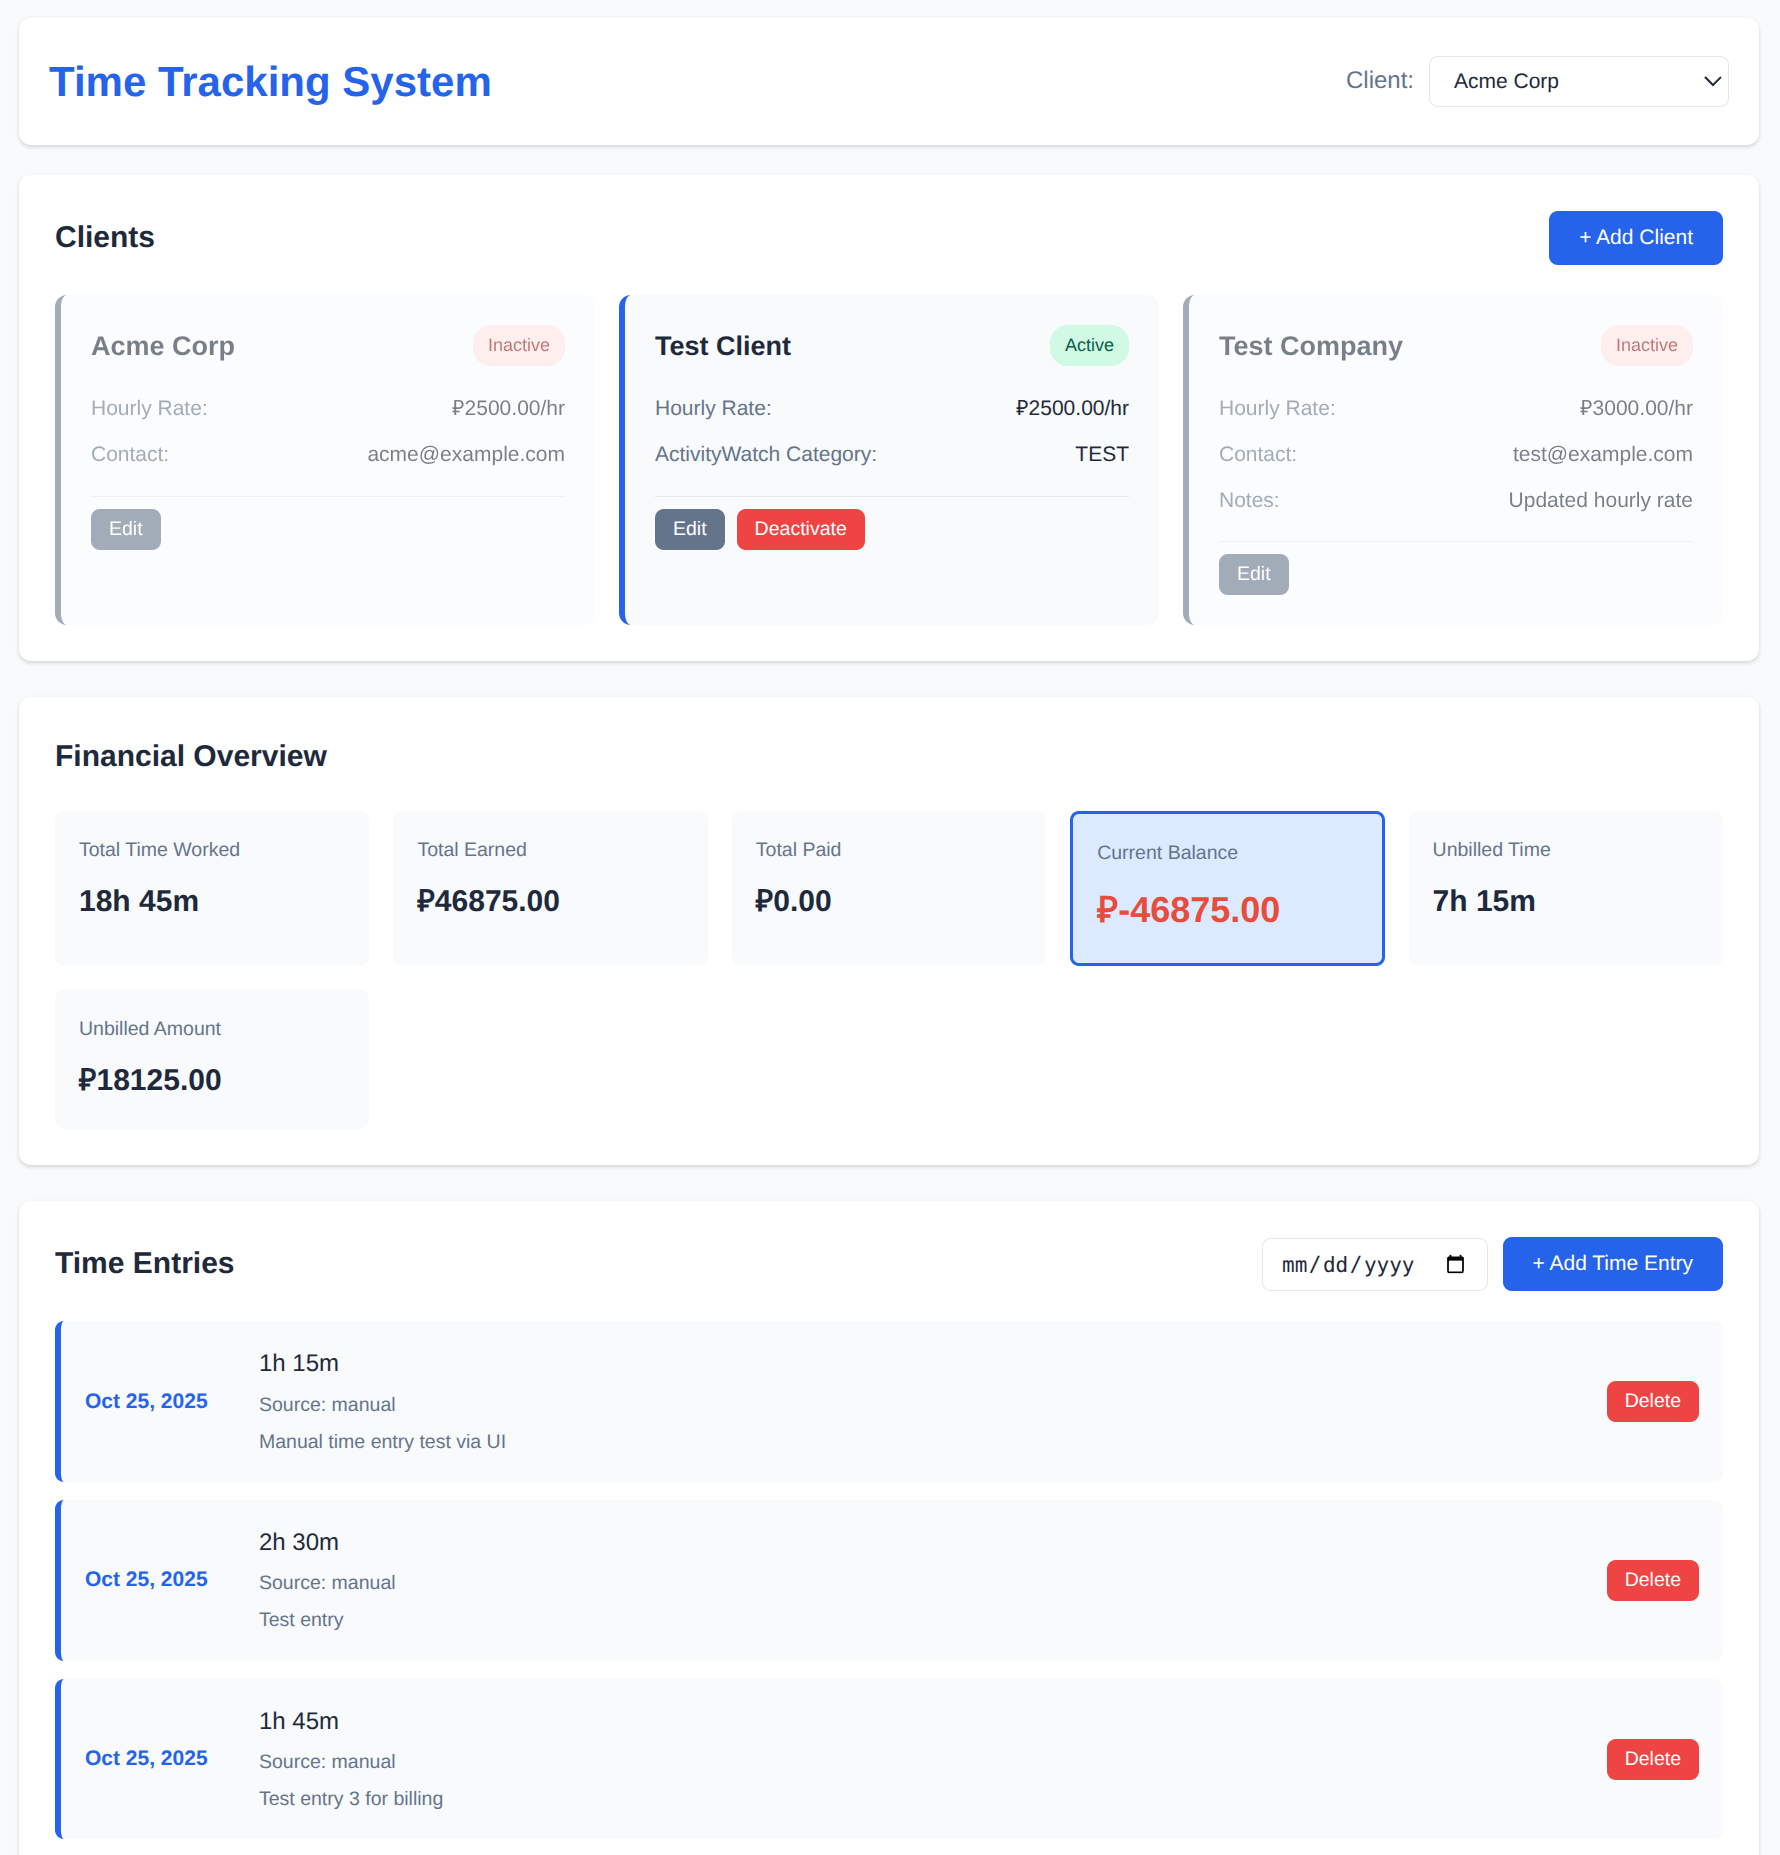 Time Tracking System
Client: Acme Corp
Clients
+ Add Client
Acme Corp
Inactive
Hourly Rate: ₽2500.00/hr
Contact: acme@example.com
Edit
Test Client
Active
Hourly Rate: ₽2500.00/hr
ActivityWatch Category: TEST
Edit Deactivate
Test Company
Inactive
Hourly Rate: ₽3000.00/hr
Contact: test@example.com
Notes: Updated hourly rate
Edit
Financial Overview
Total Time Worked
18h 45m
Total Earned
₽46875.00
Total Paid
₽0.00
Current Balance
₽-46875.00
Unbilled Time
7h 15m
Unbilled Amount
₽18125.00
Time Entries
mm/dd/yyyy
+ Add Time Entry
Oct 25, 2025
1h 15m
Source: manual
Manual time entry test via UI
Delete
Oct 25, 2025
2h 30m
Source: manual
Test entry
Delete
Oct 25, 2025
1h 45m
Source: manual
Test entry 3 for billing
Delete